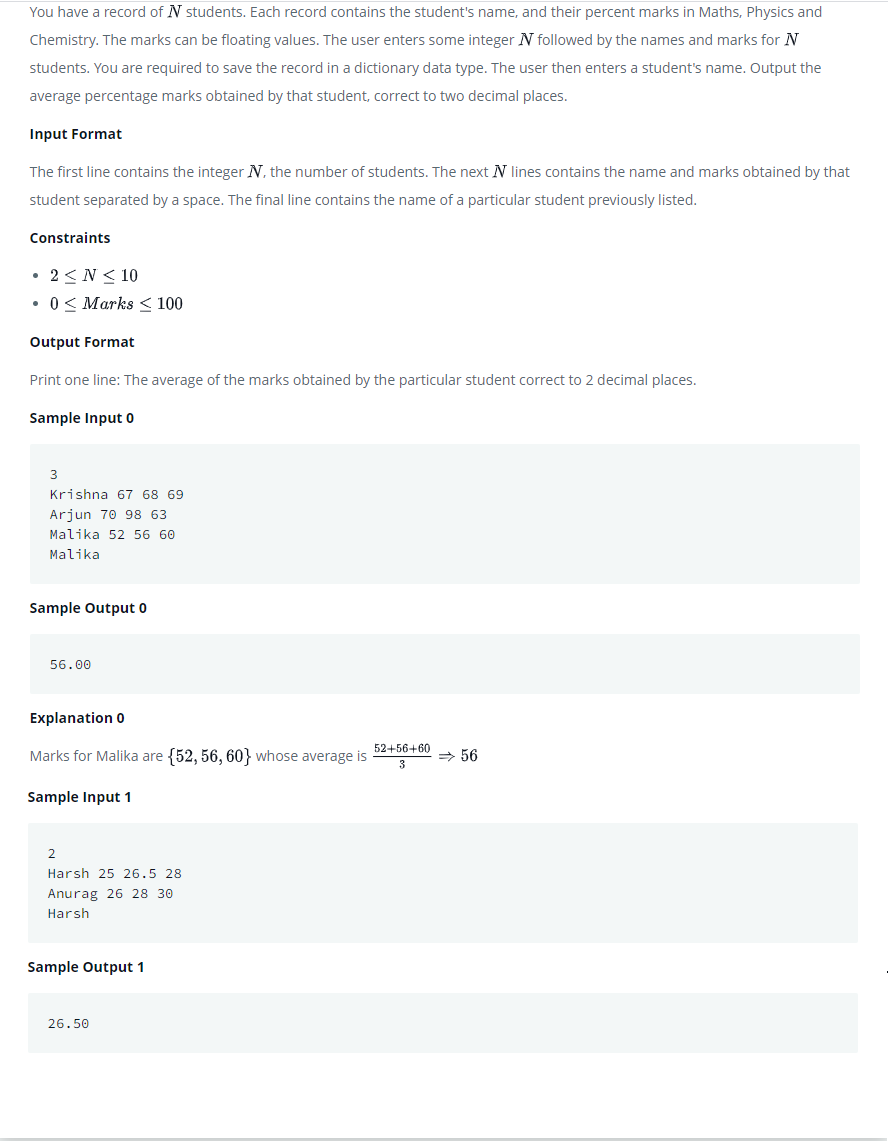 You have a record of N students. Each record contains the student's name, and their percent marks in Maths, Physics and
Chemistry. The marks can be floating values. The user enters some integer N followed by the names and marks for N
students. You are required to save the record in a dictionary data type. The user then enters a student's name. Output the
average percentage marks obtained by that student, correct to two decimal places.
Input Format
The first line contains the integer N, the number of students. The next N lines contains the name and marks obtained by that
student separated by a space. The final line contains the name of a particular student previously listed.
Constraints
• 2 ≤ N ≤ 10
• 0 ≤ Marks ≤ 100
Output Format
Print one line: The average of the marks obtained by the particular student correct to 2 decimal places.
Sample Input 0
3
Krishna 67 68 69
Arjun 70 98 63
Malika 52 56 60
Malika
Sample Output 0
56.00
Explanation 0
Marks for Malika are {52, 56, 60} whose average is 52+56+60/3 ⇒ 56
Sample Input 1
2
Harsh 25 26.5 28
Anurag 26 28 30
Harsh
Sample Output 1
26.50